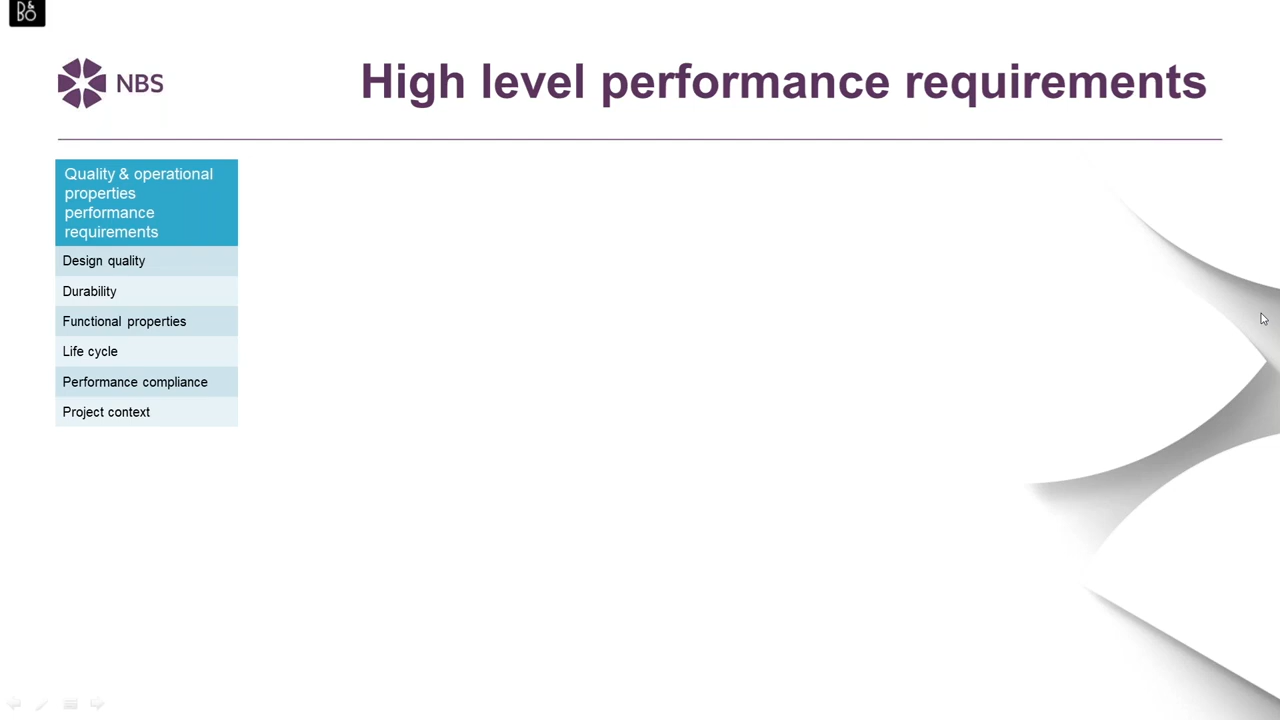 B&O
NBS
High level performance requirements
Quality & operational
properties
performance
requirements
Design quality
Durability
Functional properties
Life cycle
Performance compliance
Project context